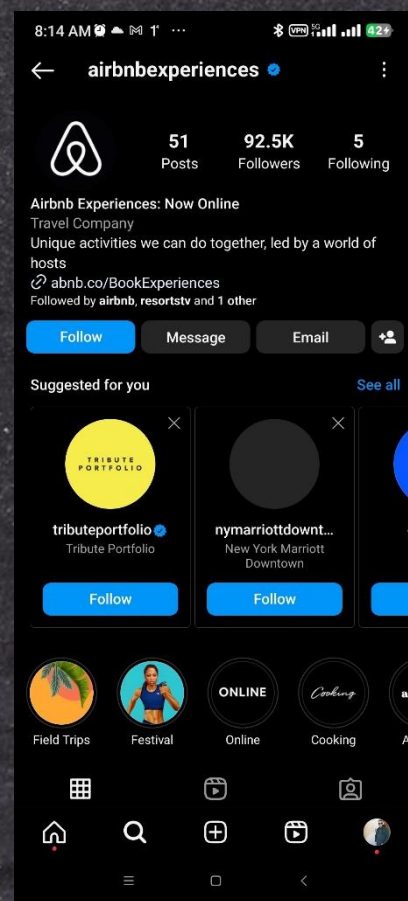 8:14 AM
VPN 5G 42
airbnbexperiences
51 92.5K 5
Posts Followers Following
Airbnb Experiences: Now Online
Travel Company
Unique activities we can do together, led by a world of
hosts
abnb.co/BookExperiences
Followed by airbnb, resortstv and 1 other
Follow Message Email
Suggested for you See all
TRIBUTE
PORTFOLIO
tributeportfolio nymarriottdownt...
Tribute Portfolio New York Marriott
Downtown
Follow Follow
ONLINE Cooking
Field Trips Festival Online Cooking